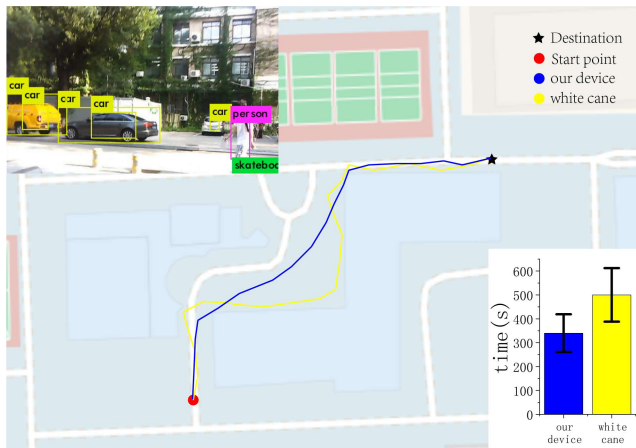 car
car
car
car
car
person
skateboo
Destination
Start point
our device
white cane
time(s)
600
500
400
300
200
100
0
our
device
white
cane